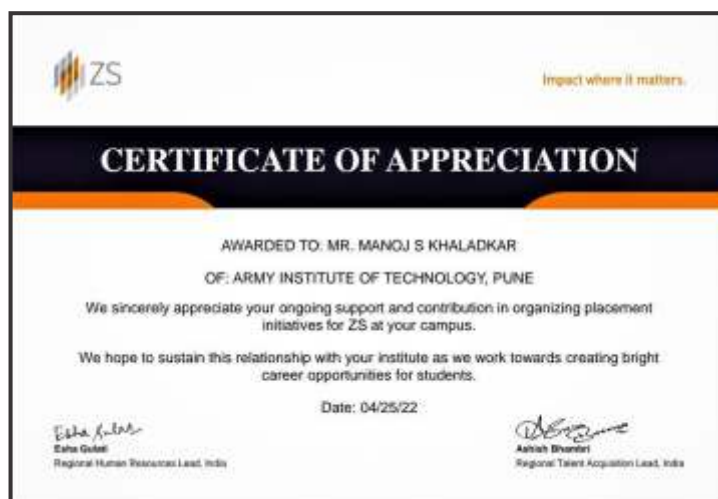 ZS
Impact where it matters.
CERTIFICATE OF APPRECIATION
AWARDED TO: MR. MANOJ S KHALADKAR
OF: ARMY INSTITUTE OF TECHNOLOGY, PUNE
We sincerely appreciate your ongoing support and contribution in organizing placement
initiatives for ZS at your campus.
We hope to sustain this relationship with your institute as we work towards creating bright
career opportunities for students.
Date: 04/25/22
Esha Gulati
Esha Gulati
Regional Human Resources Lead, India
Ashish Bhambri
Regional Talent Acquisition Lead, India